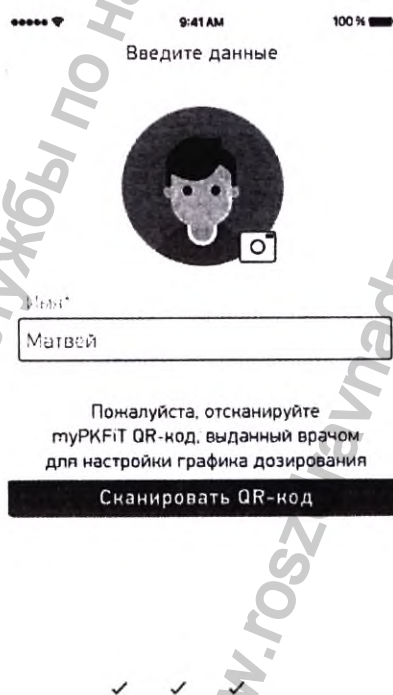 9:41 AM 100 %
Введите данные
Имя*
Матвей
Пожалуйста, отсканируйте
myPKFiT QR-код, выданный врачом
для настройки графика дозирования
Сканировать QR-код